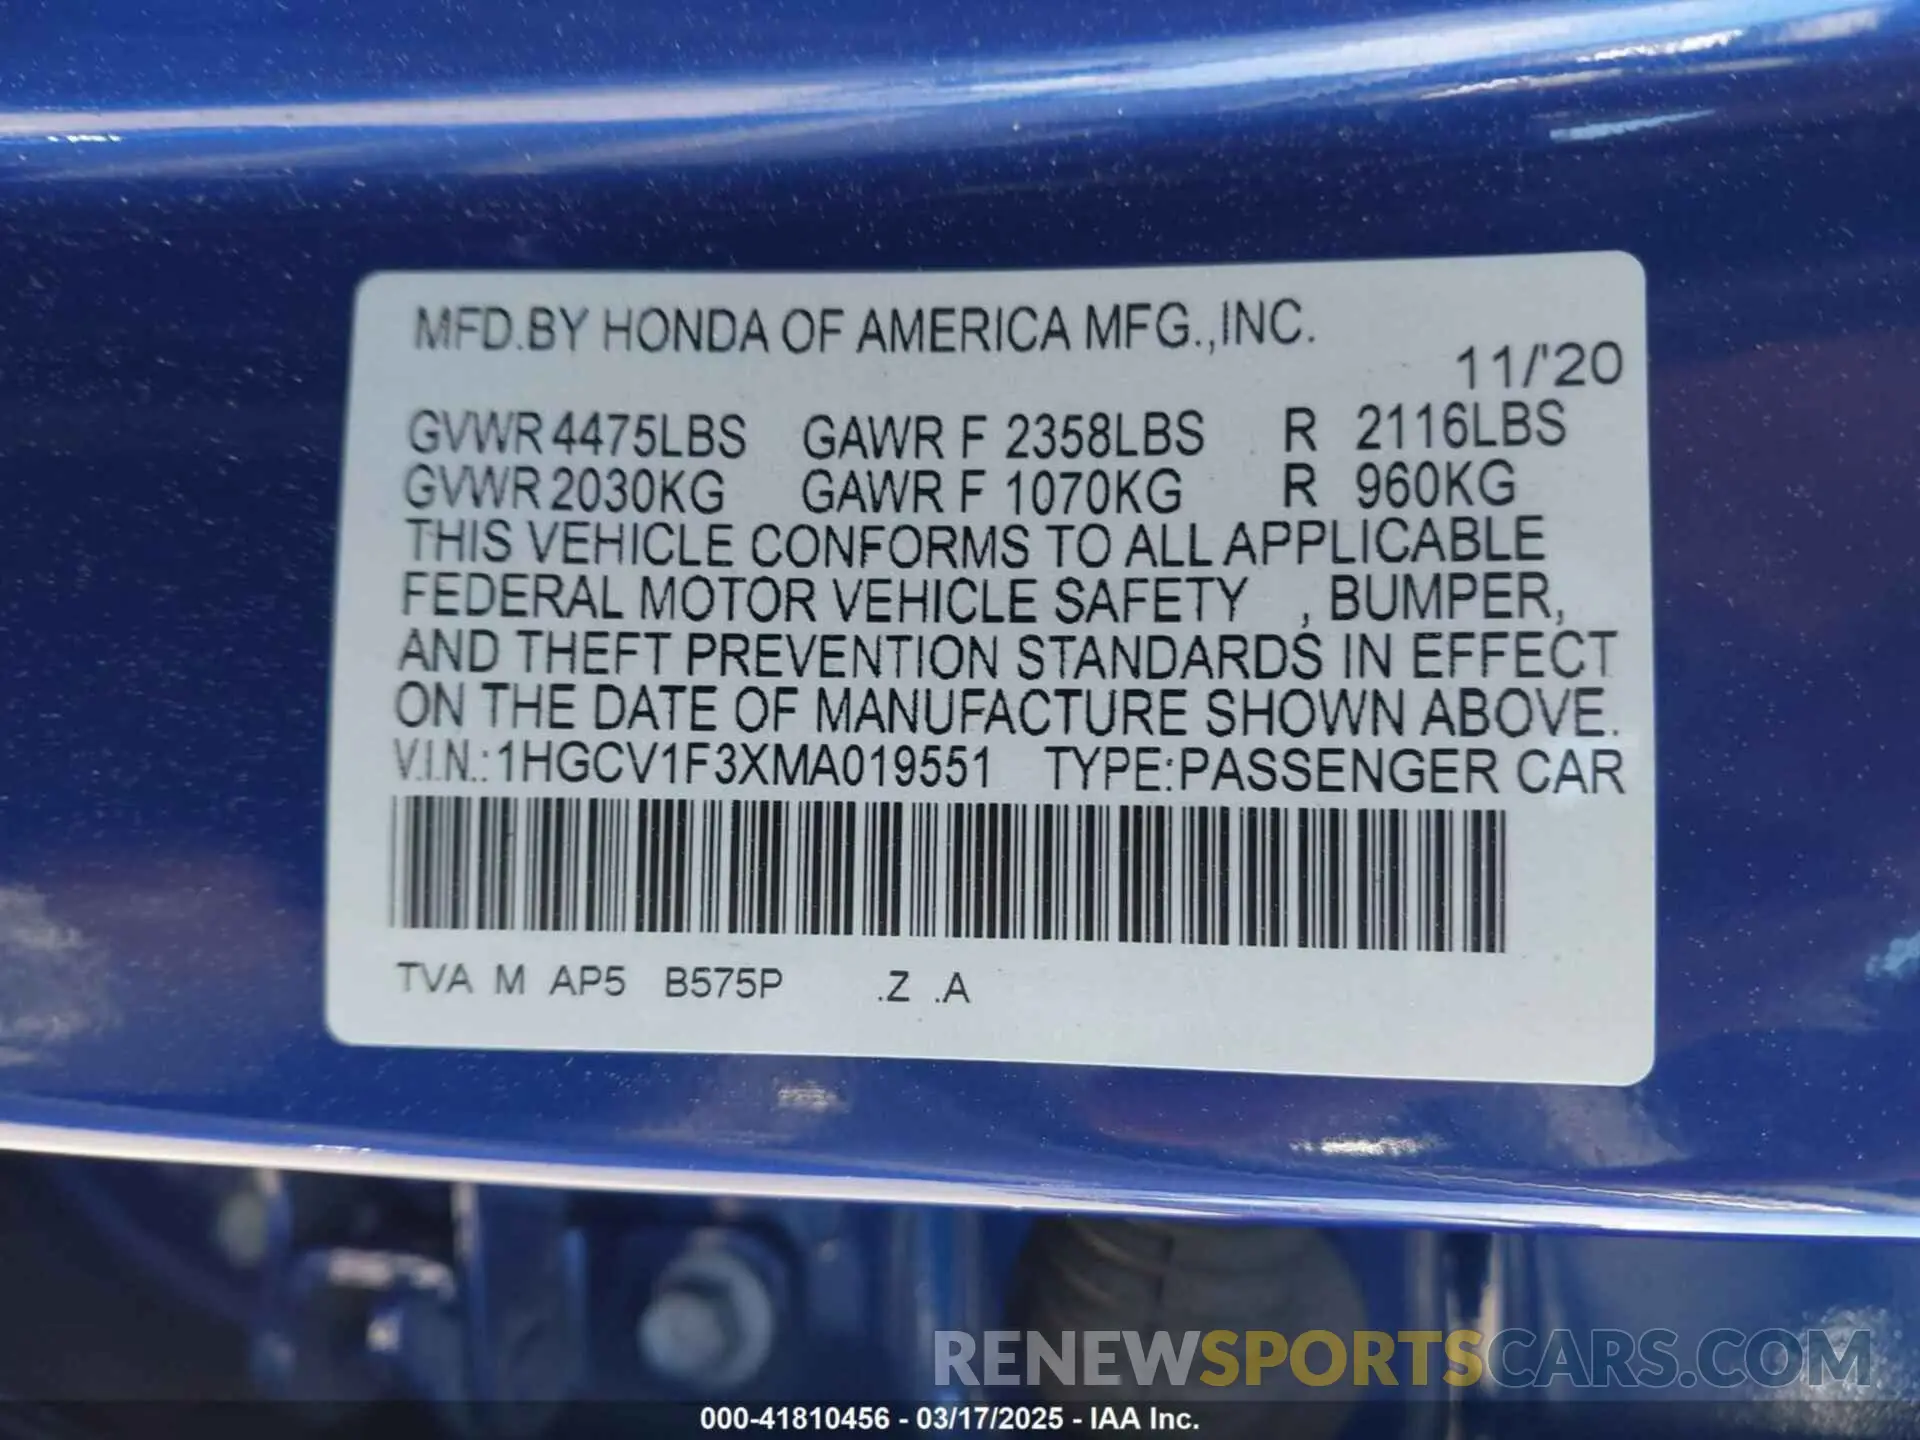 MFD.BY HONDA OF AMERICA MFG.,INC.
11/'20
GVWR 4475LBS GAWR F 2358LBS R 2116LBS
GVWR 2030KG GAWR F 1070KG R 960KG
THIS VEHICLE CONFORMS TO ALL APPLICABLE
FEDERAL MOTOR VEHICLE SAFETY , BUMPER,
AND THEFT PREVENTION STANDARDS IN EFFECT
ON THE DATE OF MANUFACTURE SHOWN ABOVE.
V.I.N.:1HGCV1F3XMA019551 TYPE:PASSENGER CAR
TVA M AP5 B575P .Z .A
RENEWSPORTSCARS.COM
000-41810456 - 03/17/2025 - IAA Inc.